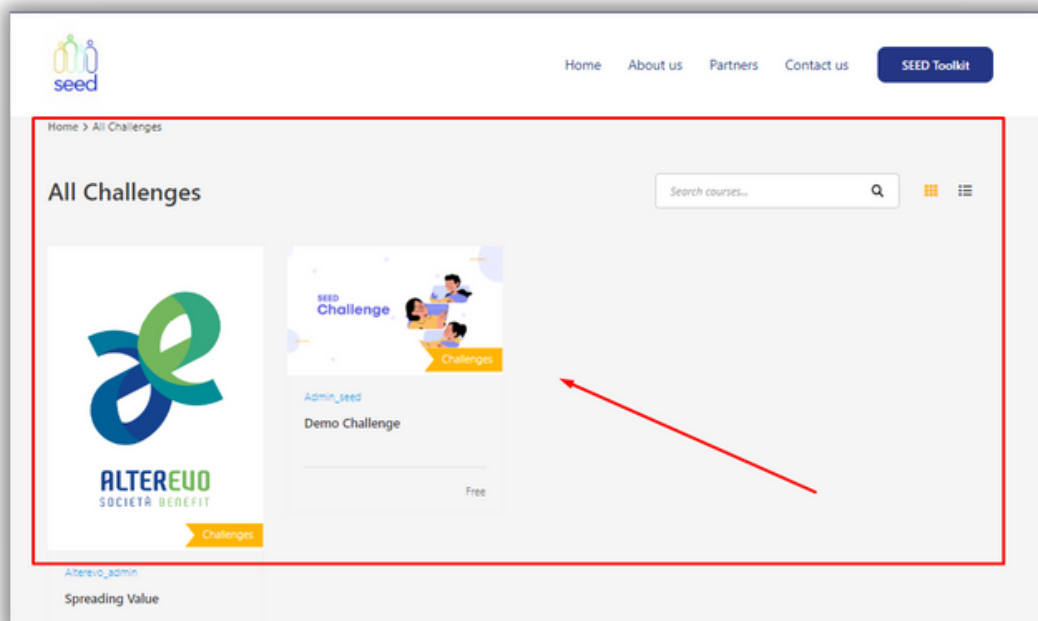 seed
Home About us Partners Contact us SEED Toolkit
Home > All Challenges
All Challenges
Search courses...
ALTEREVO
SOCIETÀ BENEFIT
Challenges
Alterevo_admin
Spreading Value
SEED
Challenge
Challenges
Admin_seed
Demo Challenge
Free